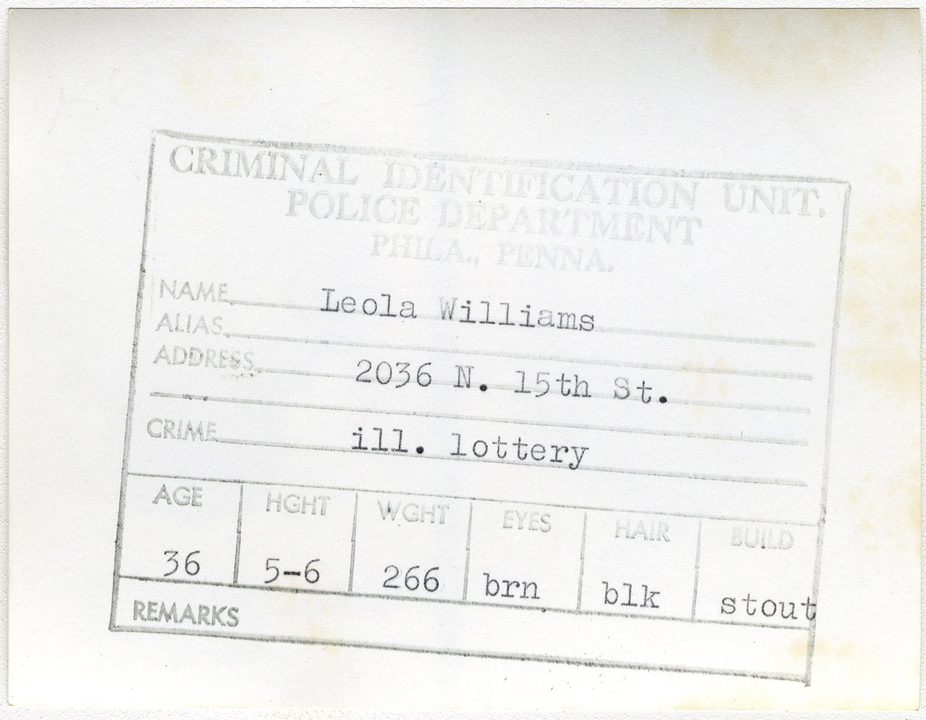 CRIMINAL IDENTIFICATION UNIT.
POLICE DEPARTMENT
PHILA., PENNA.
NAME Leola Williams
ALIAS
ADDRESS 2036 N. 15th St.
CRIME ill. lottery
AGE HGHT WGHT EYES HAIR BUILD
36 5-6 266 brn blk stout
REMARKS